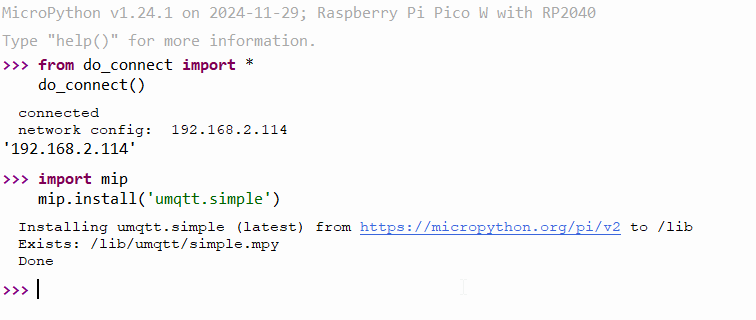 MicroPython v1.24.1 on 2024-11-29; Raspberry Pi Pico W with RP2040
Type "help()" for more information.
>>> from do_connect import *
do_connect()
connected
network config:  192.168.2.114
'192.168.2.114'
>>> import mip
mip.install('umqtt.simple')
Installing umqtt.simple (latest) from https://micropython.org/pi/v2 to /lib
Exists: /lib/umqtt/simple.mpy
Done
>>>